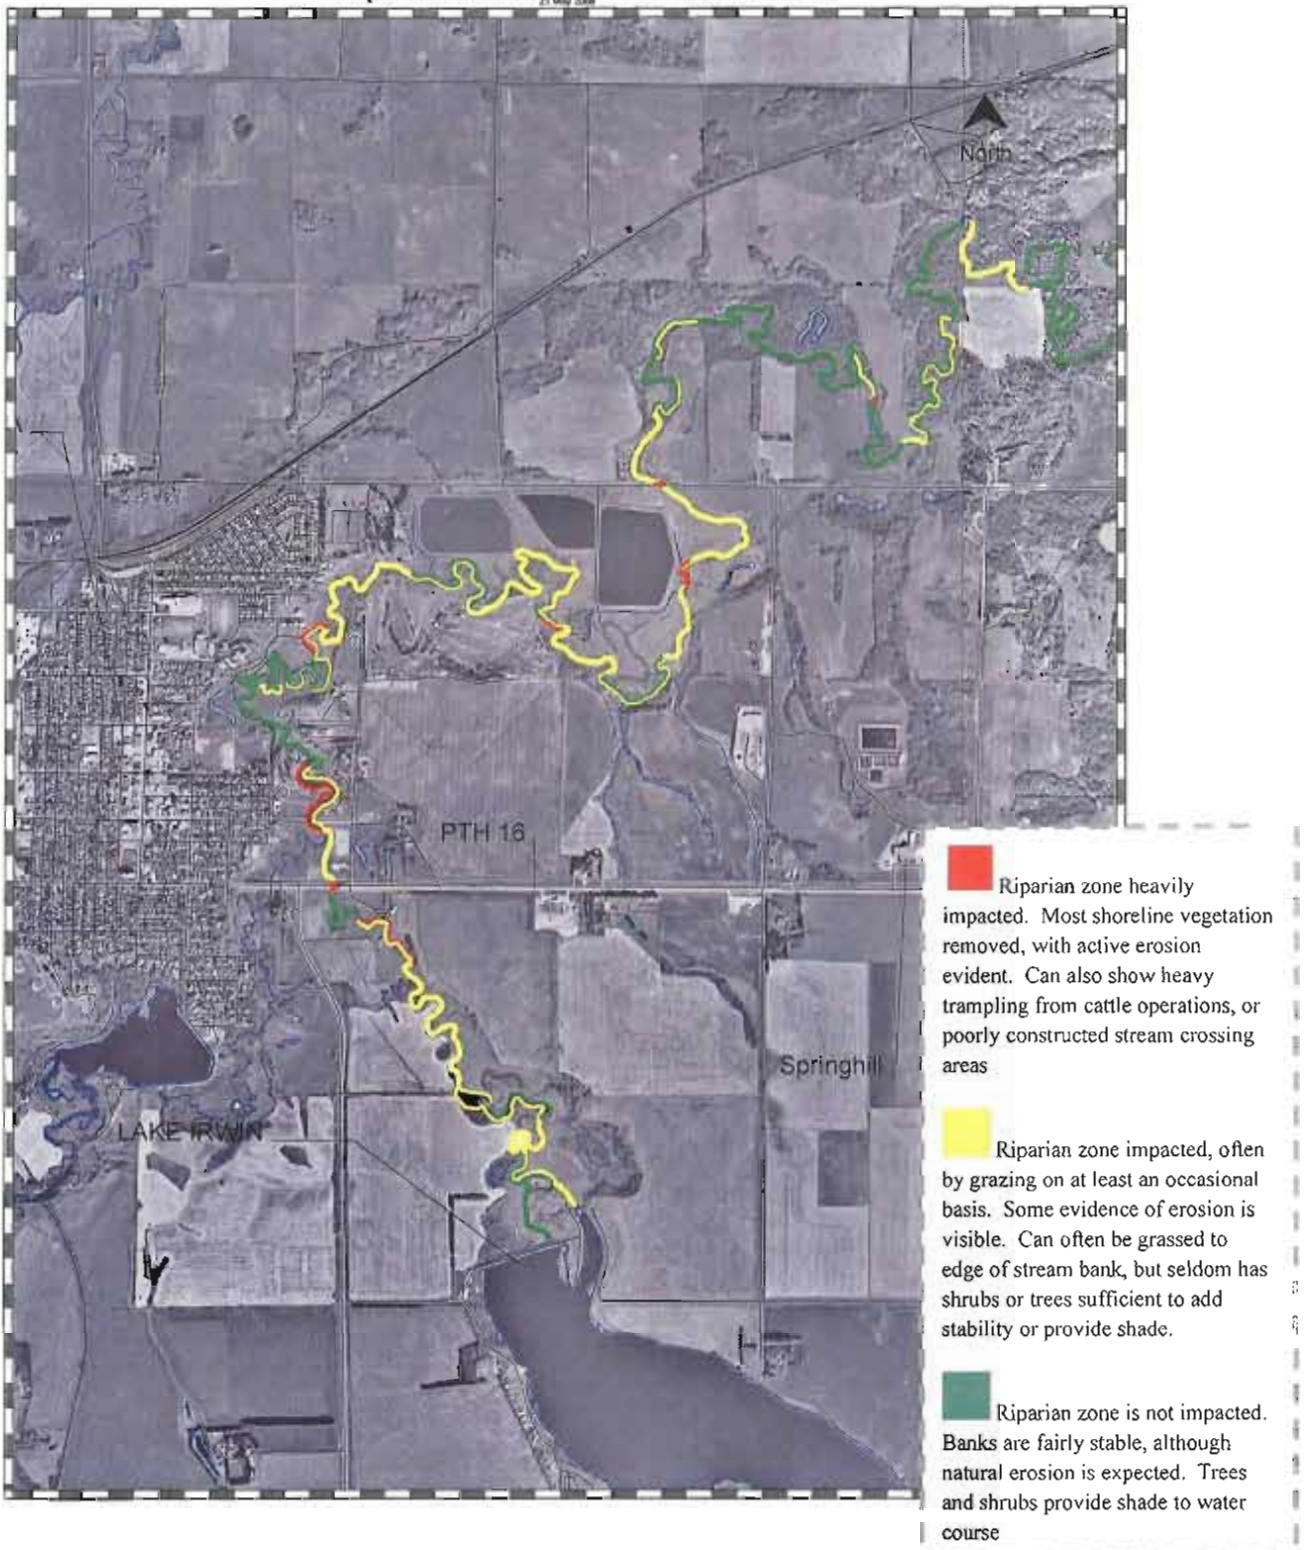 21 May 2008
North
PTH 16
Springhill
LAKE IRWIN
Riparian zone heavily
impacted. Most shoreline vegetation
removed, with active erosion
evident. Can also show heavy
trampling from cattle operations, or
poorly constructed stream crossing
areas
Riparian zone impacted, often
by grazing on at least an occasional
basis. Some evidence of erosion is
visible. Can often be grassed to
edge of stream bank, but seldom has
shrubs or trees sufficient to add
stability or provide shade.
Riparian zone is not impacted.
Banks are fairly stable, although
natural erosion is expected. Trees
and shrubs provide shade to water
course